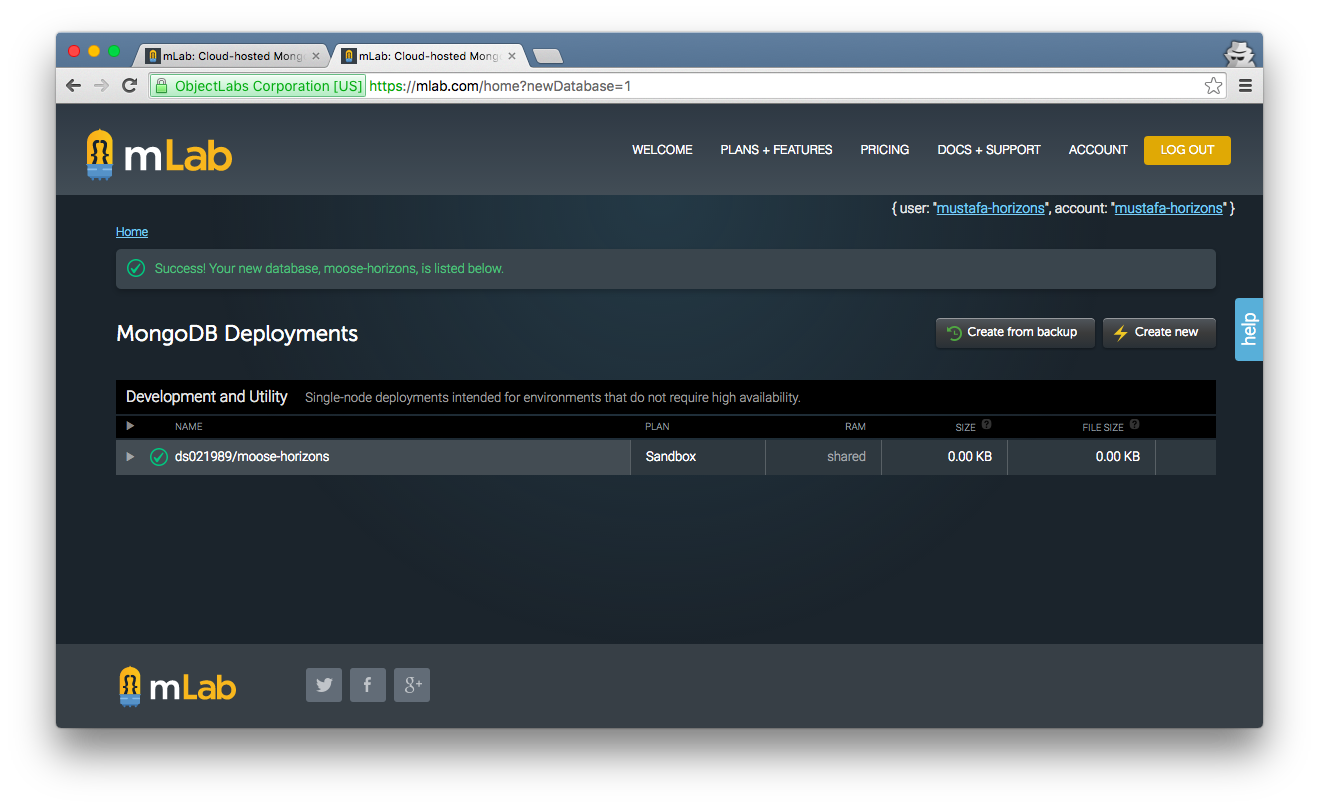 mLab: Cloud-hosted Mong
mLab: Cloud-hosted Mong
ObjectLabs Corporation [US] https://mlab.com/home?newDatabase=1
mLab
WELCOME PLANS + FEATURES PRICING DOCS + SUPPORT ACCOUNT LOG OUT
{ user: "mustafa-horizons", account: "mustafa-horizons" }
Home
Success! Your new database, moose-horizons, is listed below.
help
MongoDB Deployments
Create from backup Create new
Development and Utility Single-node deployments intended for environments that do not require high availability.
NAME PLAN RAM SIZE ? FILE SIZE ?
ds021989/moose-horizons Sandbox shared 0.00 KB 0.00 KB
mLab
f g+